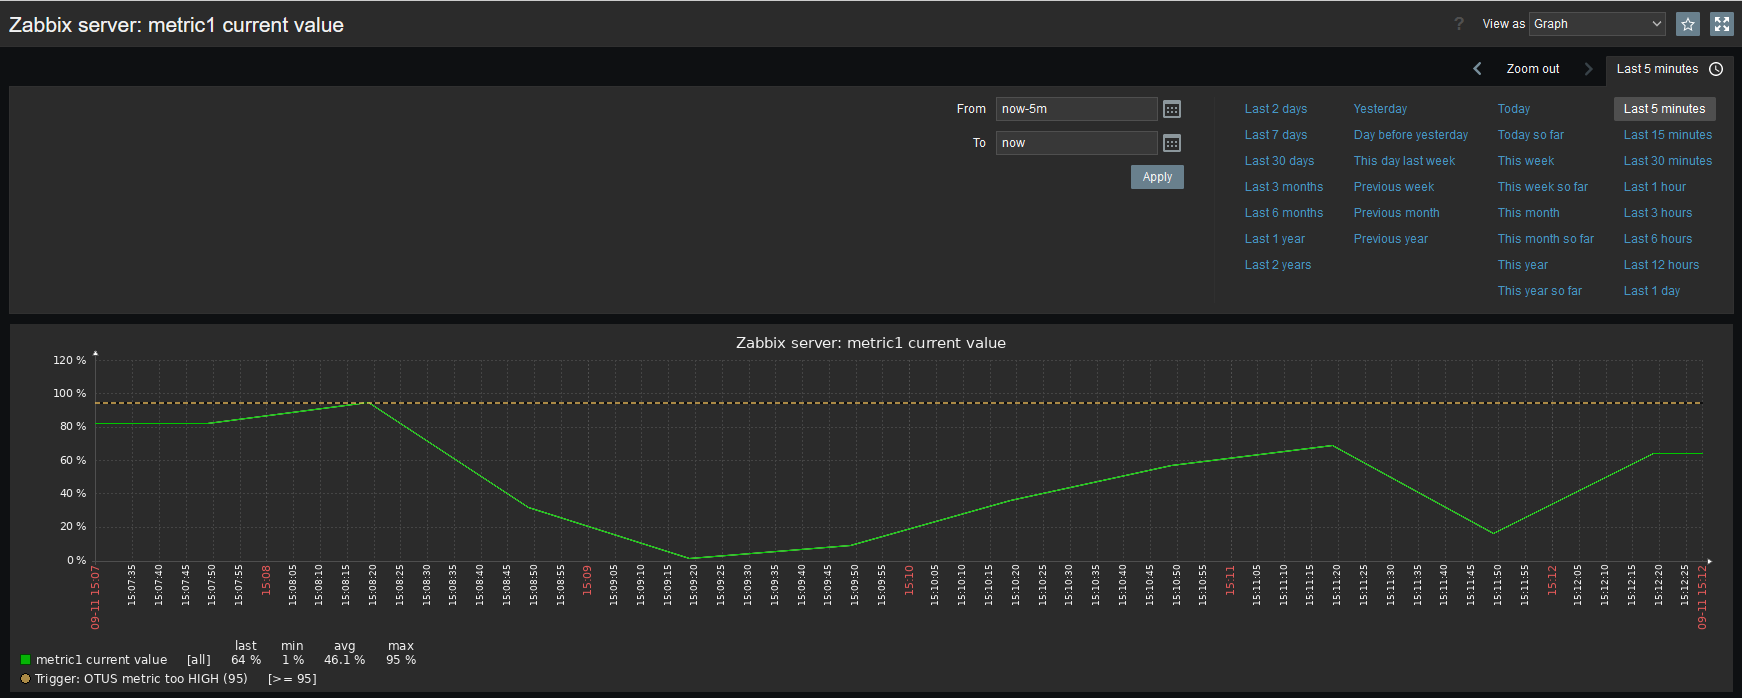 Zabbix server: metric1 current value
? View as Graph
Zoom out Last 5 minutes
From now-5m
To now
Apply
Last 2 days Yesterday Today Last 5 minutes
Last 7 days Day before yesterday Today so far Last 15 minutes
Last 30 days This day last week This week Last 30 minutes
Last 3 months Previous week This week so far Last 1 hour
Last 6 months Previous month This month Last 3 hours
Last 1 year Previous year This month so far Last 6 hours
Last 2 years This year Last 12 hours
This year so far Last 1 day
Zabbix server: metric1 current value
120 %
100 %
80 %
60 %
40 %
20 %
0 %
09-11 15:07 15:07:35 15:07:40 15:07:45 15:07:50 15:07:55 15:08 15:08:05 15:08:10 15:08:15 15:08:20 15:08:25 15:08:30 15:08:35 15:08:40 15:08:45 15:08:50 15:08:55 15:09 15:09:05 15:09:10 15:09:15 15:09:20 15:09:25 15:09:30 15:09:35 15:09:40 15:09:45 15:09:50 15:09:55 15:10 15:10:05 15:10:10 15:10:15 15:10:20 15:10:25 15:10:30 15:10:35 15:10:40 15:10:45 15:10:50 15:10:55 15:11 15:11:05 15:11:10 15:11:15 15:11:20 15:11:25 15:11:30 15:11:35 15:11:40 15:11:45 15:11:50 15:11:55 15:12 15:12:05 15:12:10 15:12:15 15:12:20 15:12:25 09-11 15:12
last min avg max
metric1 current value [all] 64 % 1 % 46.1 % 95 %
Trigger: OTUS metric too HIGH (95) [>= 95]